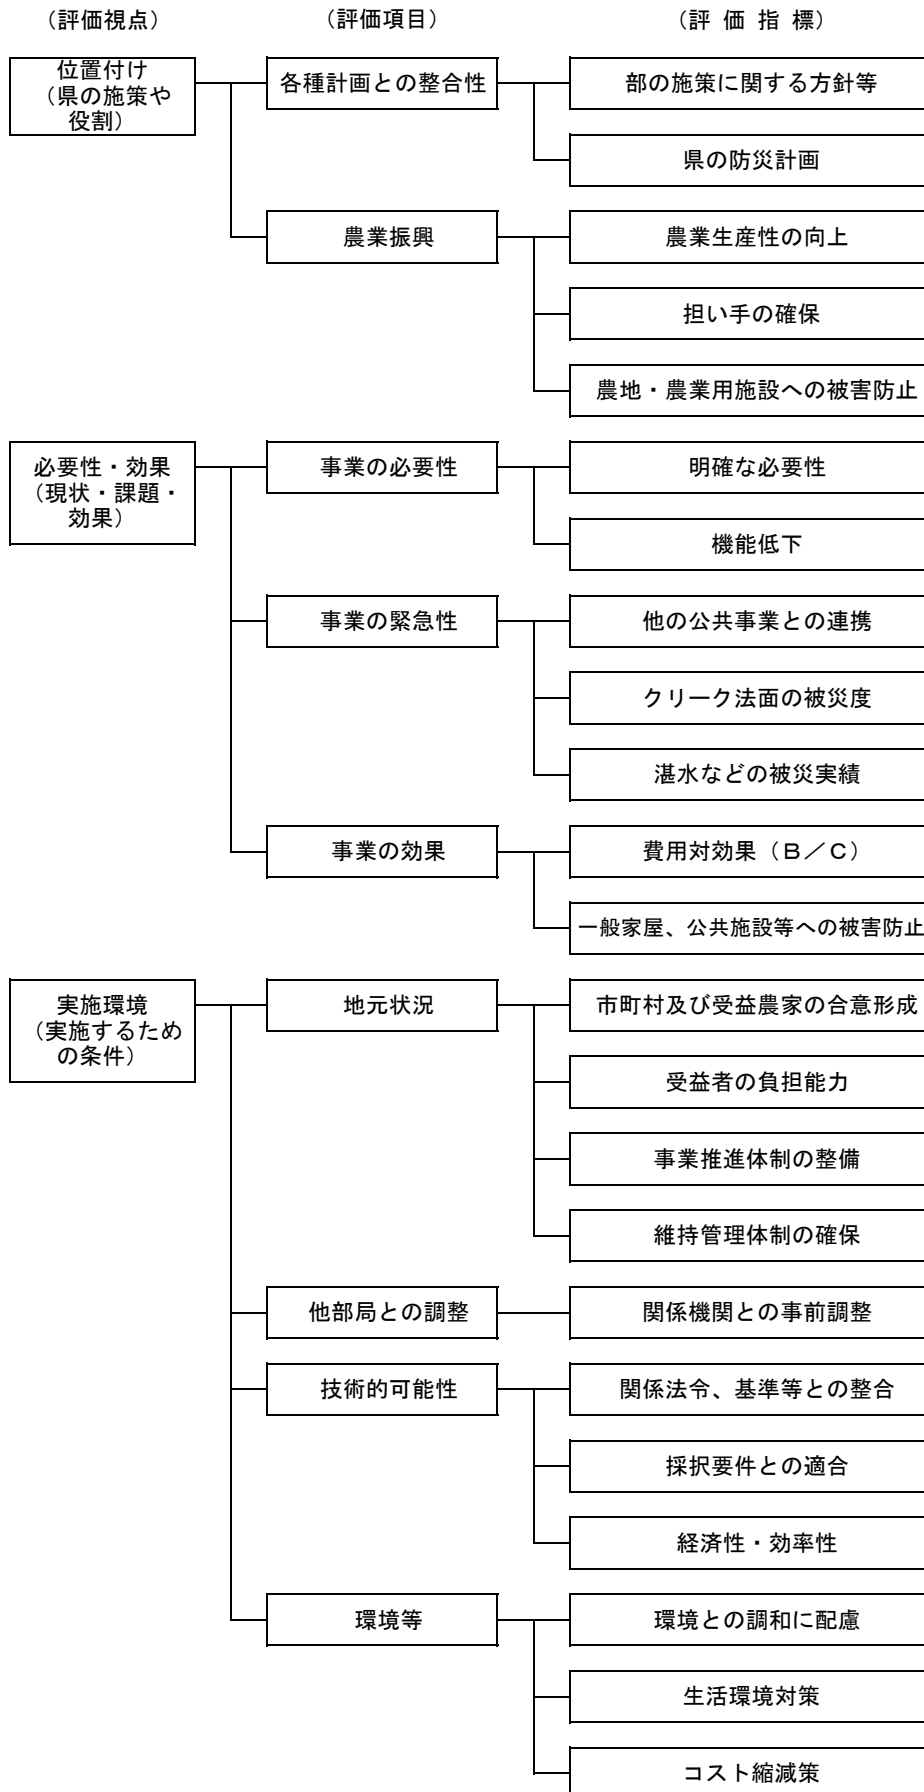 （評価視点） （評価項目） （評 価 指 標）
位置付け
（県の施策や
役割）
各種計画との整合性
部の施策に関する方針等
県の防災計画
農業振興
農業生産性の向上
担い手の確保
農地・農業用施設への被害防止
必要性・効果
（現状・課題・
効果）
事業の必要性
明確な必要性
機能低下
事業の緊急性
他の公共事業との連携
クリーク法面の被災度
湛水などの被災実績
事業の効果
費用対効果（Ｂ／Ｃ）
一般家屋、公共施設等への被害防止
実施環境
（実施するため
の条件）
地元状況
市町村及び受益農家の合意形成
受益者の負担能力
事業推進体制の整備
維持管理体制の確保
他部局との調整
関係機関との事前調整
技術的可能性
関係法令、基準等との整合
採択要件との適合
経済性・効率性
環境等
環境との調和に配慮
生活環境対策
コスト縮減策